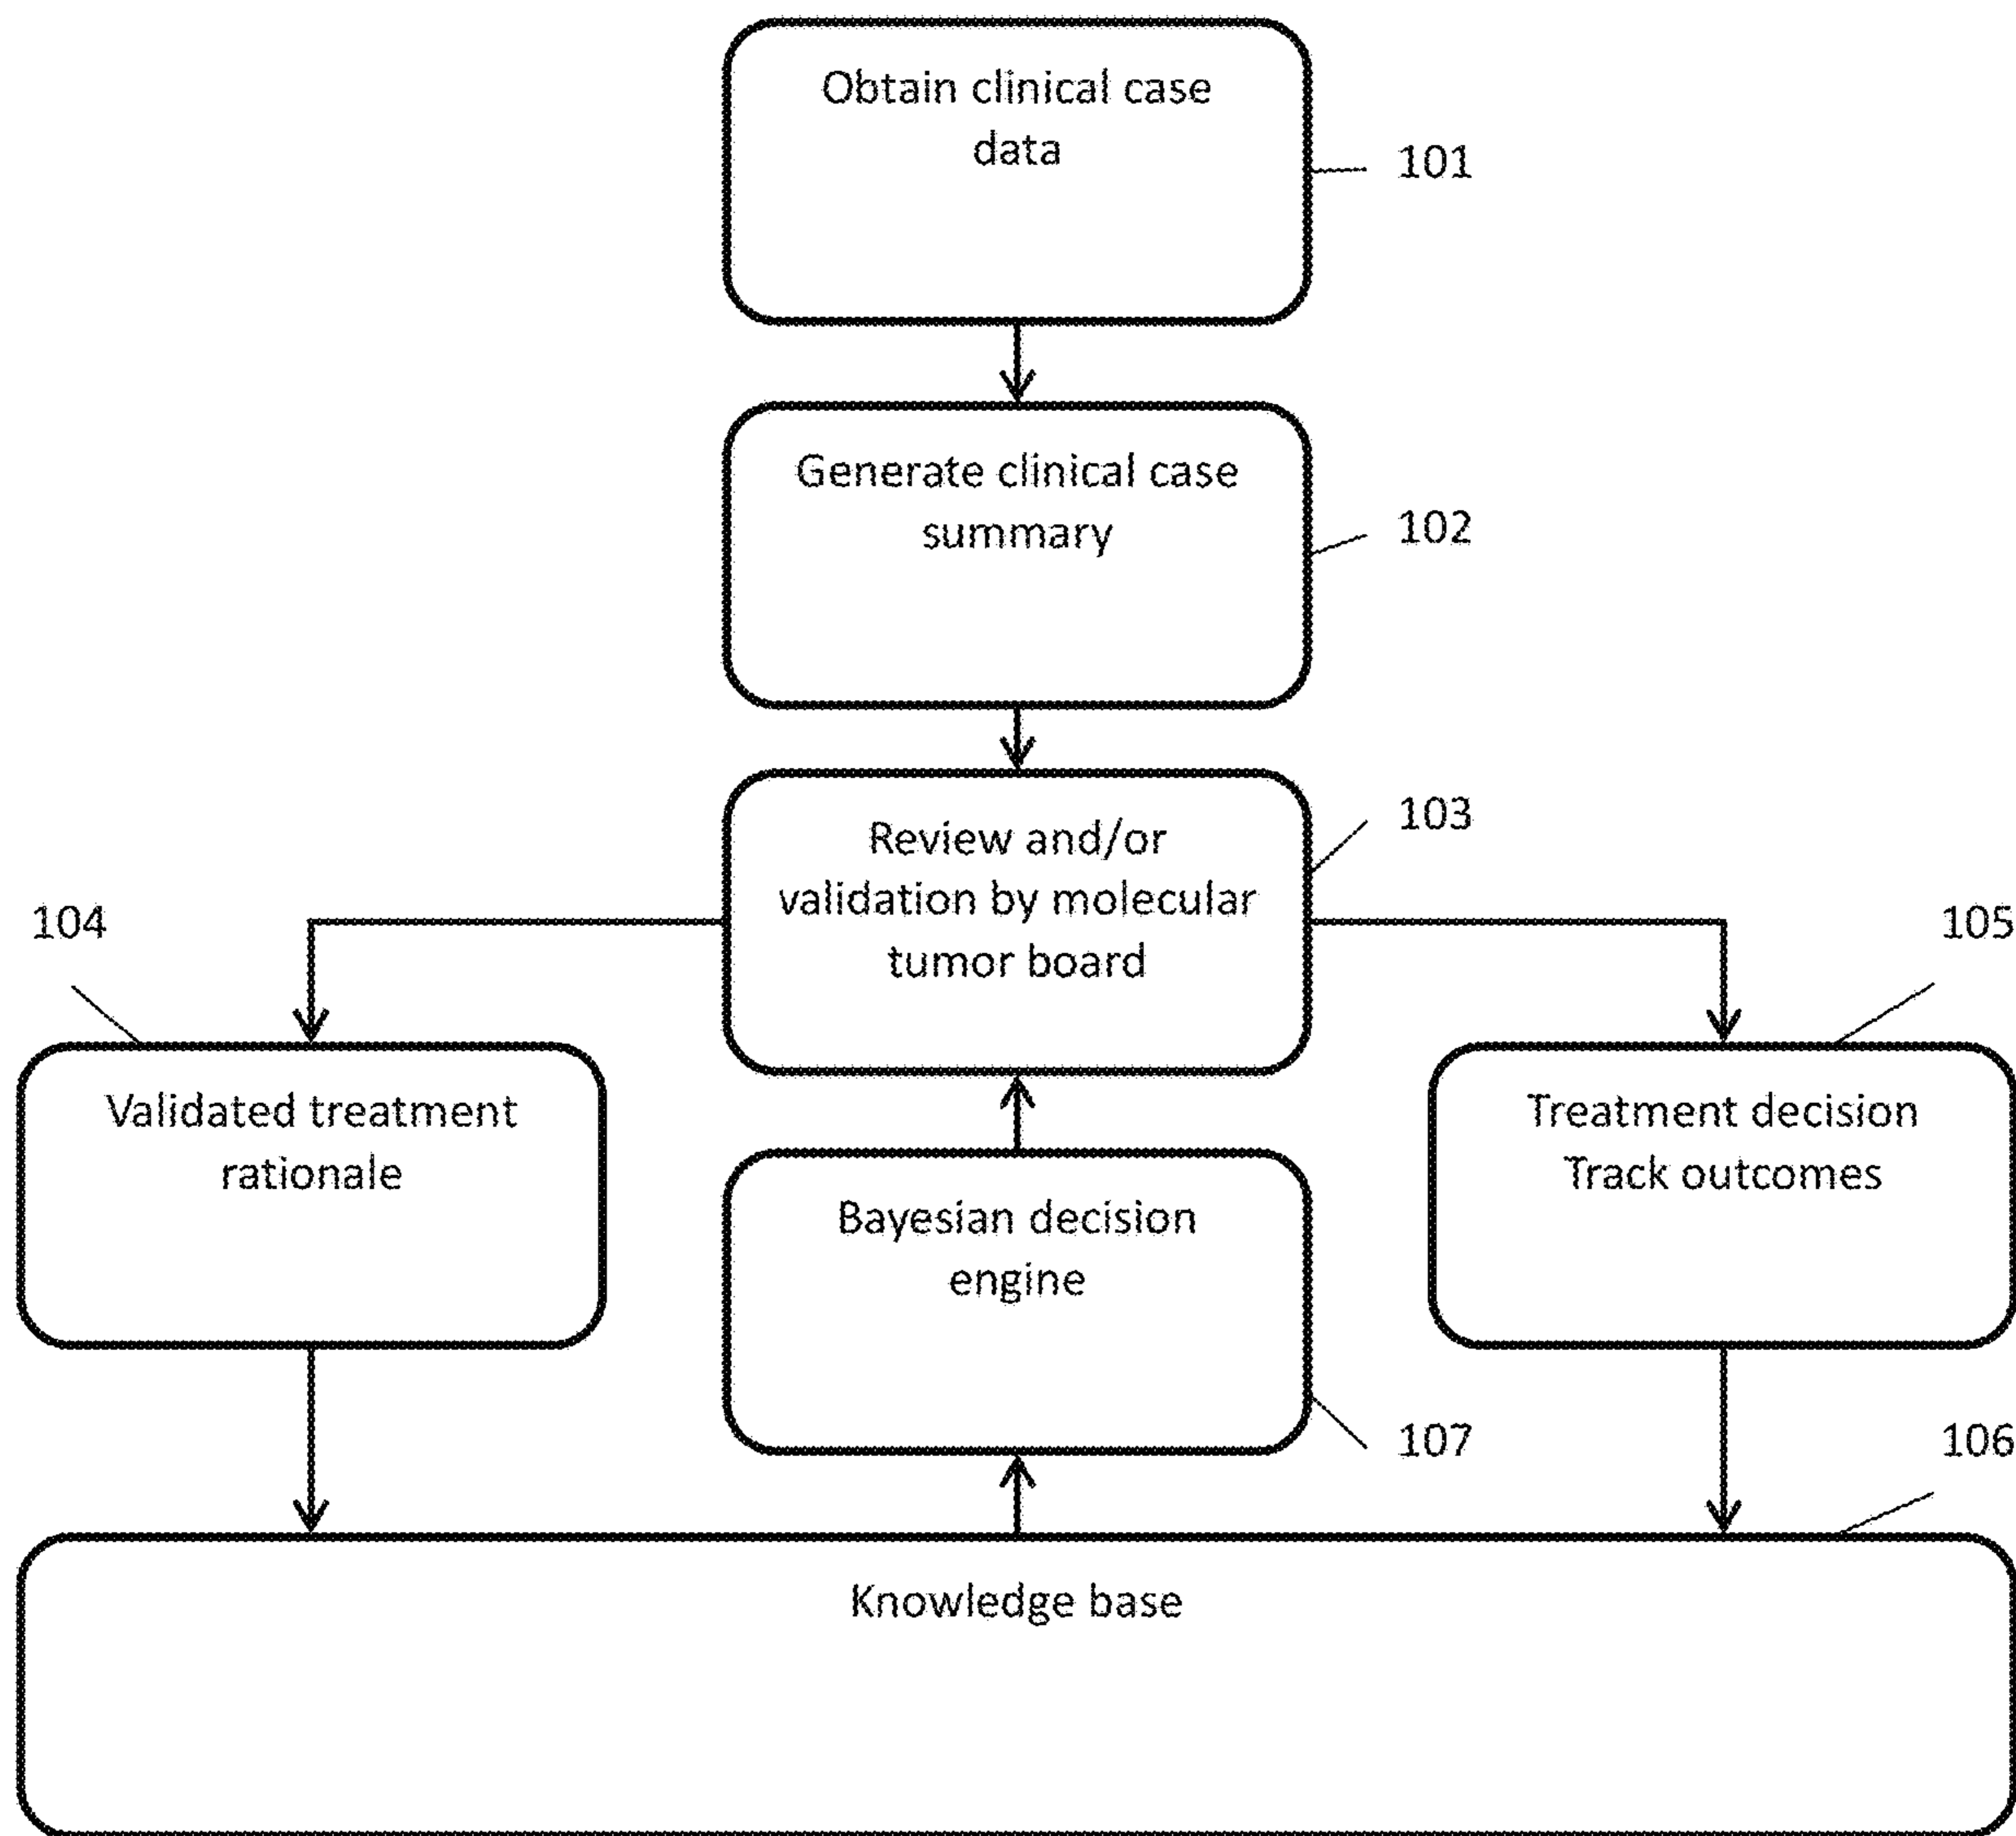 Obtain clinical case
data
101
Generate clinical case
summary
102
Review and/or
validation by molecular
tumor board
103
104
Validated treatment
rationale
105
Treatment decision
Track outcomes
Bayesian decision
engine
107
106
Knowledge base